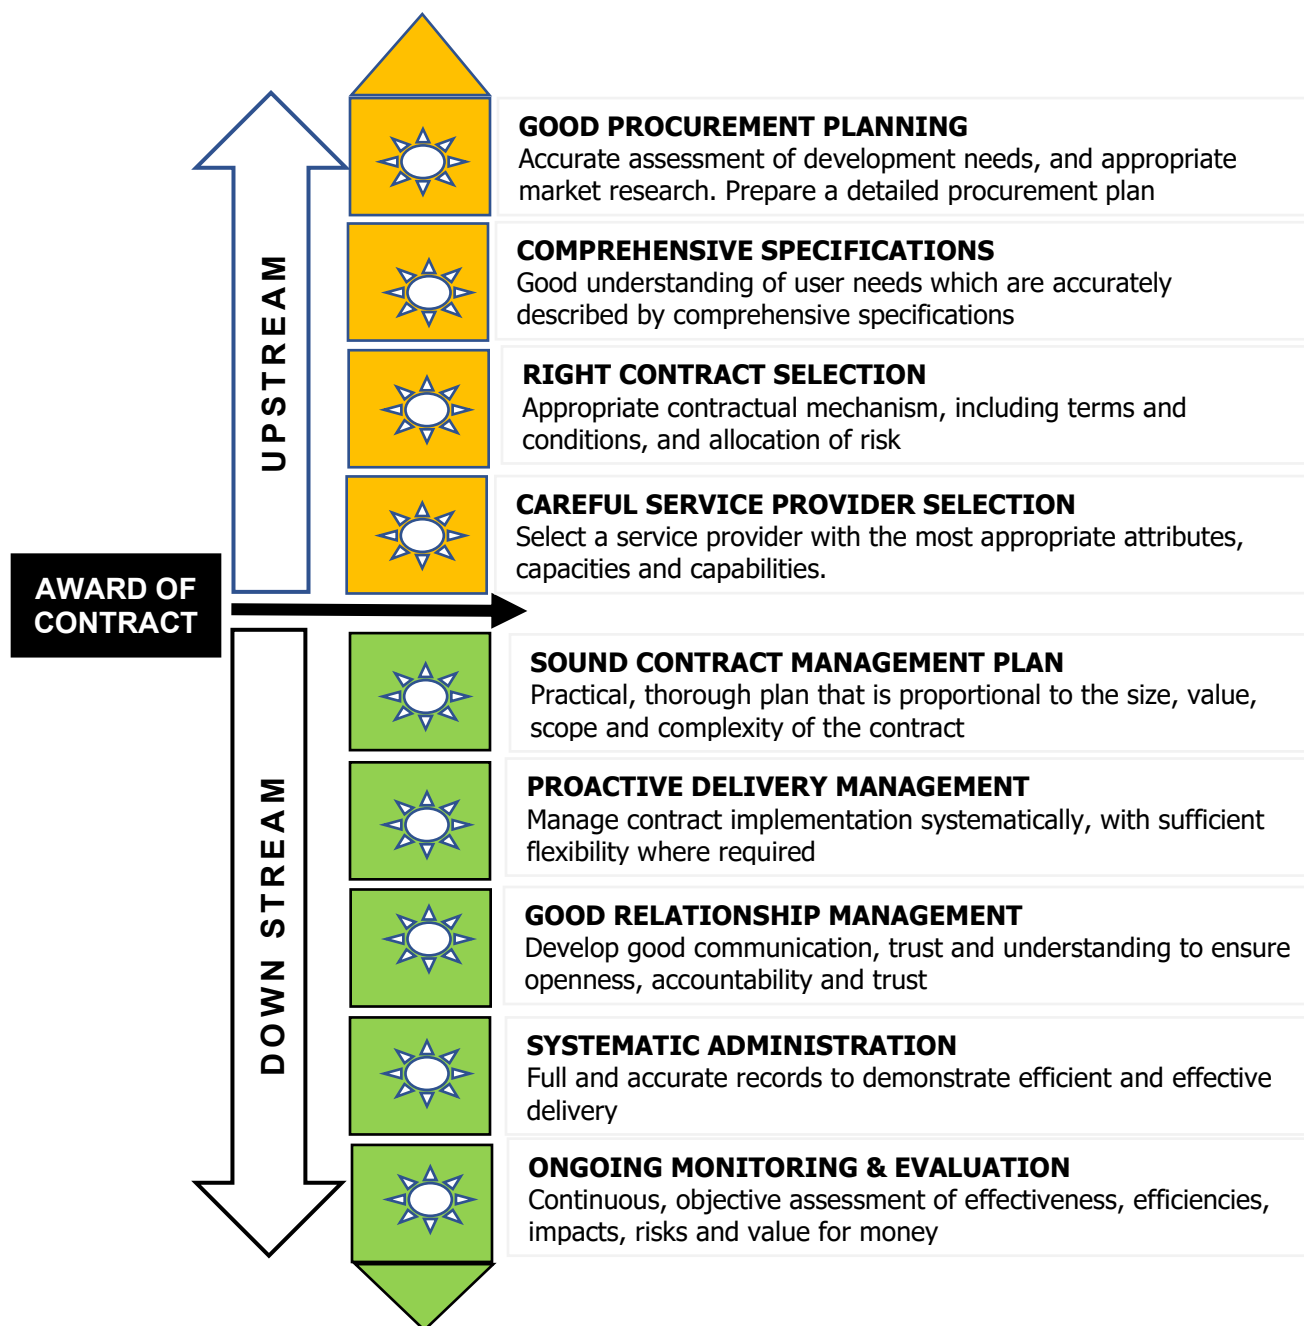 GOOD PROCUREMENT PLANNING
Accurate assessment of development needs, and appropriate
market research. Prepare a detailed procurement plan
COMPREHENSIVE SPECIFICATIONS
Good understanding of user needs which are accurately
described by comprehensive specifications
UPSTREAM
RIGHT CONTRACT SELECTION
Appropriate contractual mechanism, including terms and
conditions, and allocation of risk
CAREFUL SERVICE PROVIDER SELECTION
Select a service provider with the most appropriate attributes,
capacities and capabilities.
AWARD OF
CONTRACT
SOUND CONTRACT MANAGEMENT PLAN
Practical, thorough plan that is proportional to the size, value,
scope and complexity of the contract
PROACTIVE DELIVERY MANAGEMENT
Manage contract implementation systematically, with sufficient
flexibility where required
DOWN STREAM
GOOD RELATIONSHIP MANAGEMENT
Develop good communication, trust and understanding to ensure
openness, accountability and trust
SYSTEMATIC ADMINISTRATION
Full and accurate records to demonstrate efficient and effective
delivery
ONGOING MONITORING & EVALUATION
Continuous, objective assessment of effectiveness, efficiencies,
impacts, risks and value for money